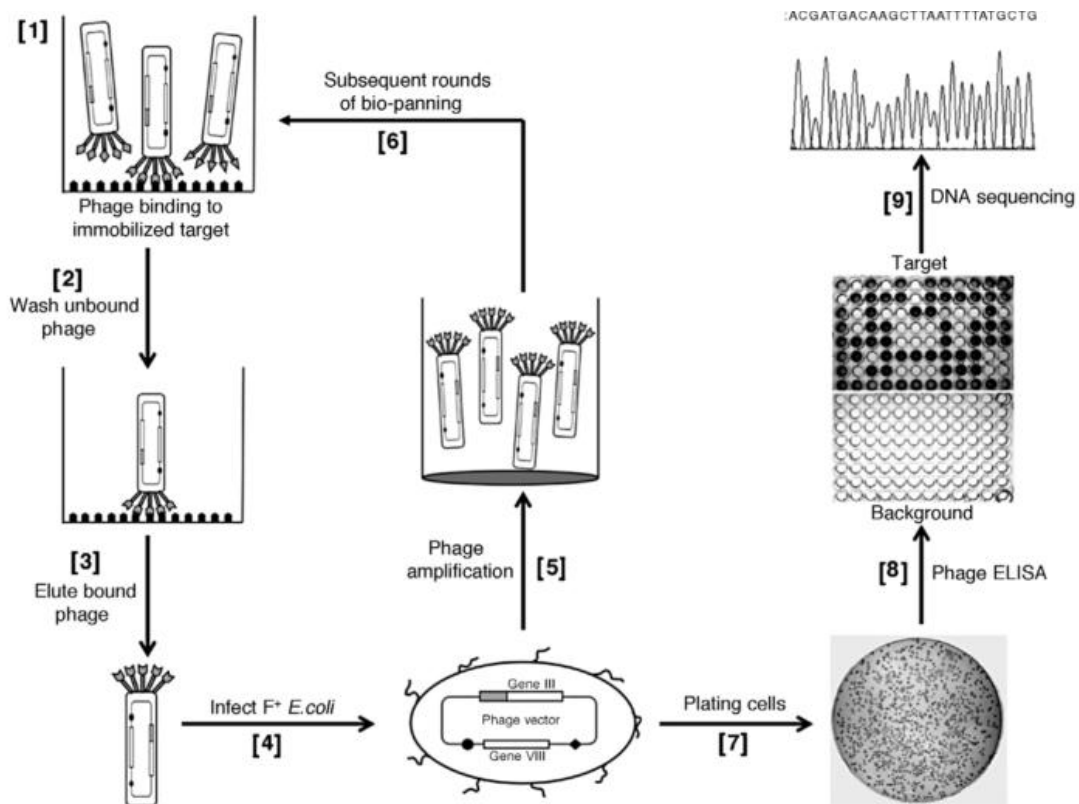 [1]
Phage binding to
immobilized target
[2]
Wash unbound
phage
[3]
Elute bound
phage
Infect F⁺ E.coli
[4]
Gene III
Phage vector
Gene VIII
Phage
amplification
[5]
Subsequent rounds
of bio-panning
[6]
Plating cells
[7]
[8]
Phage ELISA
Background
Target
[9]
DNA sequencing
:ACGATGACAAGCTTAATTTTATGCTG